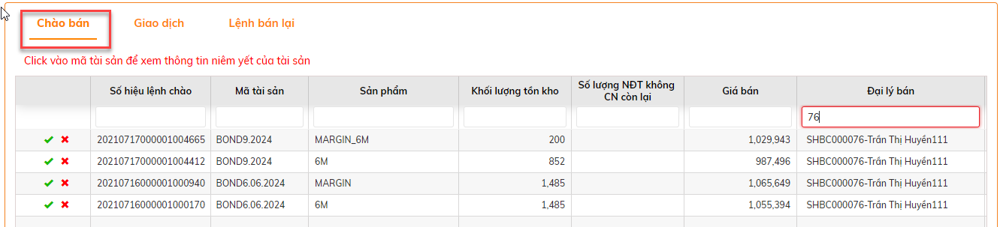 Chào bán Giao dịch Lệnh bán lại
Click vào mã tài sản để xem thông tin niêm yết của tài sản
Số hiệu lệnh chào Mã tài sản Sản phẩm Khối lượng tồn kho Số lượng NĐT không CN còn lại Giá bán Đại lý bán
76
20210717000001004665 BOND9.2024 MARGIN_6M 200 1,029,943 SHBC000076-Trần Thị Huyền111
20210717000001004412 BOND9.2024 6M 852 987,496 SHBC000076-Trần Thị Huyền111
20210716000001000940 BOND6.06.2024 MARGIN 1,485 1,065,649 SHBC000076-Trần Thị Huyền111
20210716000001000170 BOND6.06.2024 6M 1,485 1,055,394 SHBC000076-Trần Thị Huyền111